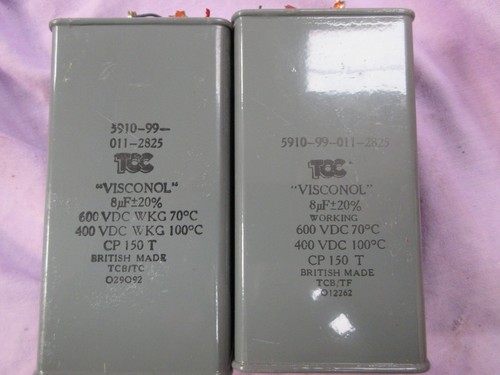 5910-99-
011-2825
TCC
"VISCONOL"
8µF±20%
600 VDC WKG 70°C
400 VDC WKG 100°C
CP 150 T
BRITISH MADE
TCB/TC
029092
5910-99-011-2825
TCC
"VISCONOL"
8µF±20%
WORKING
600 VDC 70°C
400 VDC 100°C
CP 150 T
BRITISH MADE
TCB/TF
012262